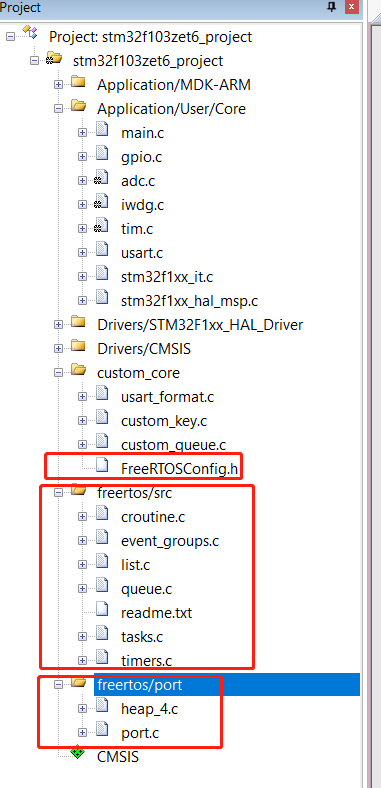 Project
Project: stm32f103zet6_project
stm32f103zet6_project
Application/MDK-ARM
Application/User/Core
main.c
gpio.c
adc.c
iwdg.c
tim.c
usart.c
stm32f1xx_it.c
stm32f1xx_hal_msp.c
Drivers/STM32F1xx_HAL_Driver
Drivers/CMSIS
custom_core
usart_format.c
custom_key.c
custom_queue.c
FreeRTOSConfig.h
freertos/src
croutine.c
event_groups.c
list.c
queue.c
readme.txt
tasks.c
timers.c
freertos/port
heap_4.c
port.c
CMSIS